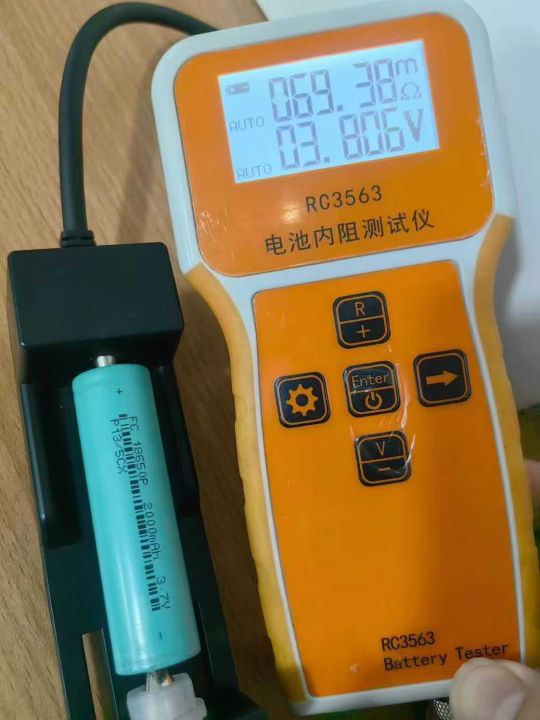 AUTO 069.38mΩ
AUTO 03.806V
RC3563
电池内阻测试仪
R
+
Enter
V
-
RC3563
Battery Tester
+
FC 18650P 2000mAh 3.7V
P13/5CX
-